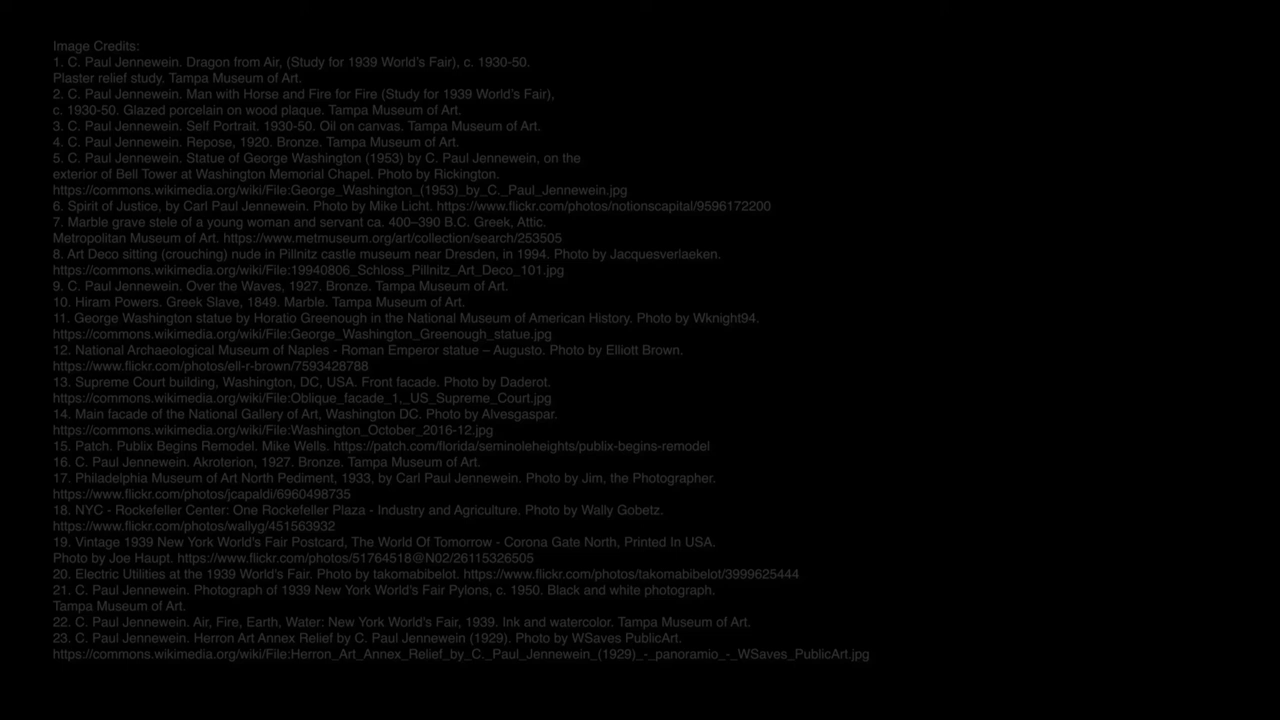 Image Credits:
1. C. Paul Jennewein. Dragon from Air, (Study for 1939 World's Fair), c. 1930-50.
Plaster relief study. Tampa Museum of Art.
2. C. Paul Jennewein. Man with Horse and Fire for Fire (Study for 1939 World's Fair),
c. 1930-50. Glazed porcelain on wood plaque. Tampa Museum of Art.
3. C. Paul Jennewein. Self Portrait. 1930-50. Oil on canvas. Tampa Museum of Art.
4. C. Paul Jennewein. Repose, 1920. Bronze. Tampa Museum of Art.
5. C. Paul Jennewein. Statue of George Washington (1953) by C. Paul Jennewein, on the
exterior of Bell Tower at Washington Memorial Chapel. Photo by Rickington.
https://commons.wikimedia.org/wiki/File:George_Washington_(1953)_by_C._Paul_Jennewein.jpg
6. Spirit of Justice, by Carl Paul Jennewein. Photo by Mike Licht. https://www.flickr.com/photos/notionscapital/9596172200
7. Marble grave stele of a young woman and servant ca. 400–390 B.C. Greek, Attic.
Metropolitan Museum of Art. https://www.metmuseum.org/art/collection/search/253505
8. Art Deco sitting (crouching) nude in Pillnitz castle museum near Dresden, in 1994. Photo by Jacquesverlaeken.
https://commons.wikimedia.org/wiki/File:19940806_Schloss_Pillnitz_Art_Deco_101.jpg
9. C. Paul Jennewein. Over the Waves, 1927. Bronze. Tampa Museum of Art.
10. Hiram Powers. Greek Slave, 1849. Marble. Tampa Museum of Art.
11. George Washington statue by Horatio Greenough in the National Museum of American History. Photo by Wknight94.
https://commons.wikimedia.org/wiki/File:George_Washington_Greenough_statue.jpg
12. National Archaeological Museum of Naples - Roman Emperor statue – Augusto. Photo by Elliott Brown.
https://www.flickr.com/photos/ell-r-brown/7593428788
13. Supreme Court building, Washington, DC, USA. Front facade. Photo by Daderot.
https://commons.wikimedia.org/wiki/File:Oblique_facade_1,_US_Supreme_Court.jpg
14. Main facade of the National Gallery of Art, Washington DC. Photo by Alvesgaspar.
https://commons.wikimedia.org/wiki/File:Washington_October_2016-12.jpg
15. Patch. Publix Begins Remodel. Mike Wells. https://patch.com/florida/seminoleheights/publix-begins-remodel
16. C. Paul Jennewein. Akroterion, 1927. Bronze. Tampa Museum of Art.
17. Philadelphia Museum of Art North Pediment, 1933, by Carl Paul Jennewein. Photo by Jim, the Photographer.
https://www.flickr.com/photos/jcapaldi/6960498735
18. NYC - Rockefeller Center: One Rockefeller Plaza - Industry and Agriculture. Photo by Wally Gobetz.
https://www.flickr.com/photos/wallyg/451563932
19. Vintage 1939 New York World's Fair Postcard, The World Of Tomorrow - Corona Gate North, Printed In USA.
Photo by Joe Haupt. https://www.flickr.com/photos/51764518@N02/26115326505
20. Electric Utilities at the 1939 World's Fair. Photo by takomabibelot. https://www.flickr.com/photos/takomabibelot/3999625444
21. C. Paul Jennewein. Photograph of 1939 New York World's Fair Pylons, c. 1950. Black and white photograph.
Tampa Museum of Art.
22. C. Paul Jennewein. Air, Fire, Earth, Water: New York World's Fair, 1939. Ink and watercolor. Tampa Museum of Art.
23. C. Paul Jennewein. Herron Art Annex Relief by C. Paul Jennewein (1929). Photo by WSaves PublicArt.
https://commons.wikimedia.org/wiki/File:Herron_Art_Annex_Relief_by_C._Paul_Jennewein_(1929)_-_panoramio_-_WSaves_PublicArt.jpg